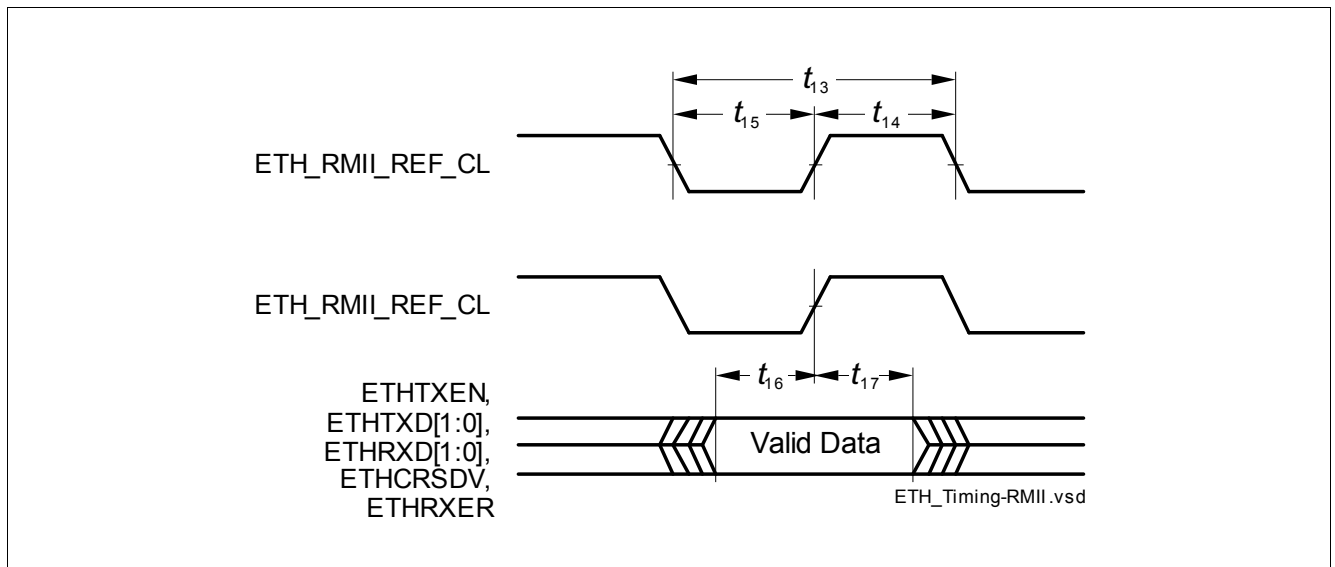 t13
t15
t14
ETH_RMII_REF_CL
ETH_RMII_REF_CL
t16
t17
ETHTXEN,
ETHTXD[1:0],
ETHRXD[1:0],
ETHCRSDV,
ETHRXER
Valid Data
ETH_Timing-RMII.vsd